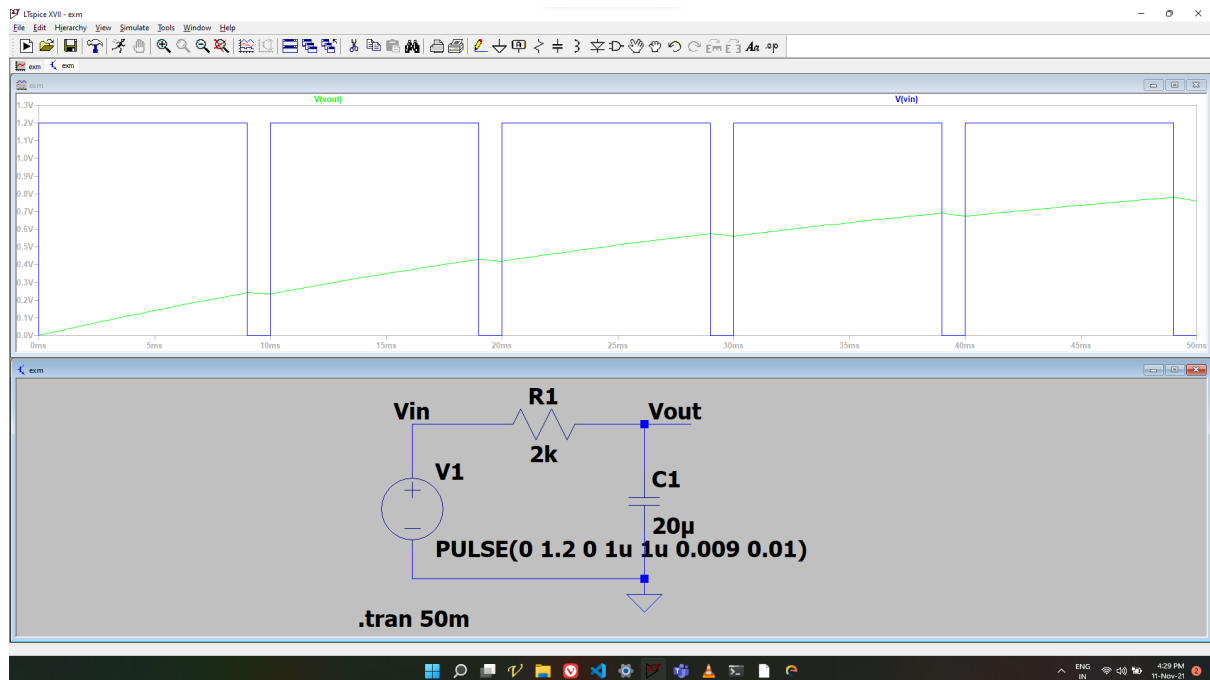 LTspice XVII - exm
File Edit Hierarchy View Simulate Tools Window Help
exm exm
exm
V(vout) V(vin)
1.3V
1.2V
1.1V
1.0V
0.9V
0.8V
0.7V
0.6V
0.5V
0.4V
0.3V
0.2V
0.1V
0.0V
0ms 5ms 10ms 15ms 20ms 25ms 30ms 35ms 40ms 45ms 50ms
exm
Vin R1 Vout
2k
V1 C1
20µ
PULSE(0 1.2 0 1u 1u 0.009 0.01)
.tran 50m
ENG 4:29 PM
IN 11-Nov-21 2